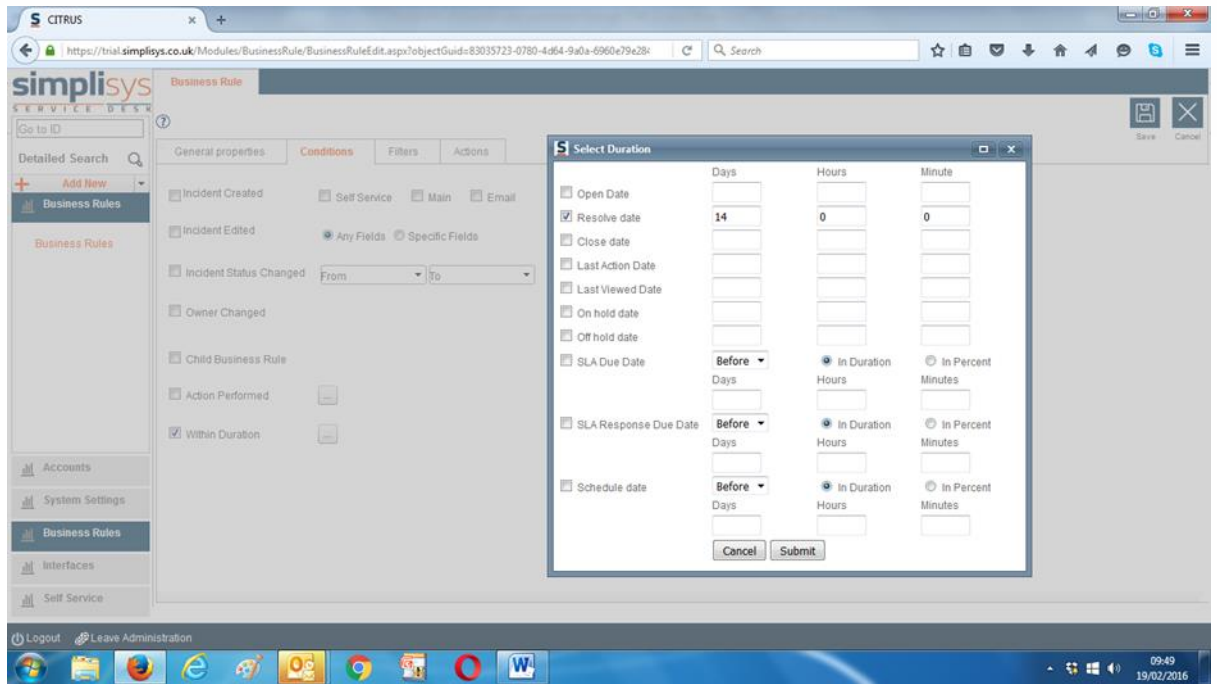 CITRUS
https://trial.simplisys.co.uk/Modules/BusinessRule/BusinessRuleEdit.aspx?objectGuid=83035723-0780-4d64-9a0a-6960e79e28
Search
simplisys
SERVICE DESK
Business Rule
Go to ID
Save Cancel
Detailed Search
Add New
Business Rules
Business Rules
General properties Conditions Filters Actions
Incident Created Self Service Main Email
Incident Edited Any Fields Specific Fields
Incident Status Changed From To
Owner Changed
Child Business Rule
Action Performed ...
Within Duration ...
Select Duration
Days Hours Minute
Open Date
Resolve date 14 0 0
Close date
Last Action Date
Last Viewed Date
On hold date
Off hold date
SLA Due Date Before In Duration In Percent
Days Hours Minutes
SLA Response Due Date Before In Duration In Percent
Days Hours Minutes
Schedule date Before In Duration In Percent
Days Hours Minutes
Cancel Submit
Accounts
System Settings
Business Rules
Interfaces
Self Service
Logout Leave Administration
09:49
19/02/2016